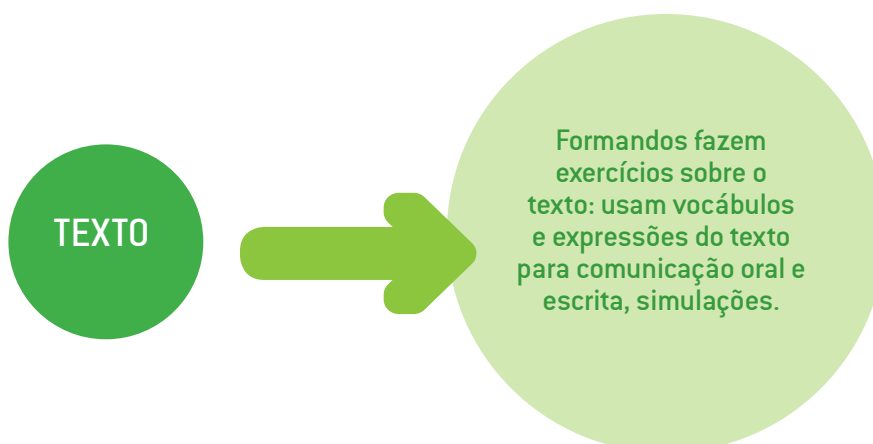 TEXTO
Formandos fazem
exercícios sobre o
texto: usam vocábulos
e expressões do texto
para comunicação oral e
escrita, simulações.